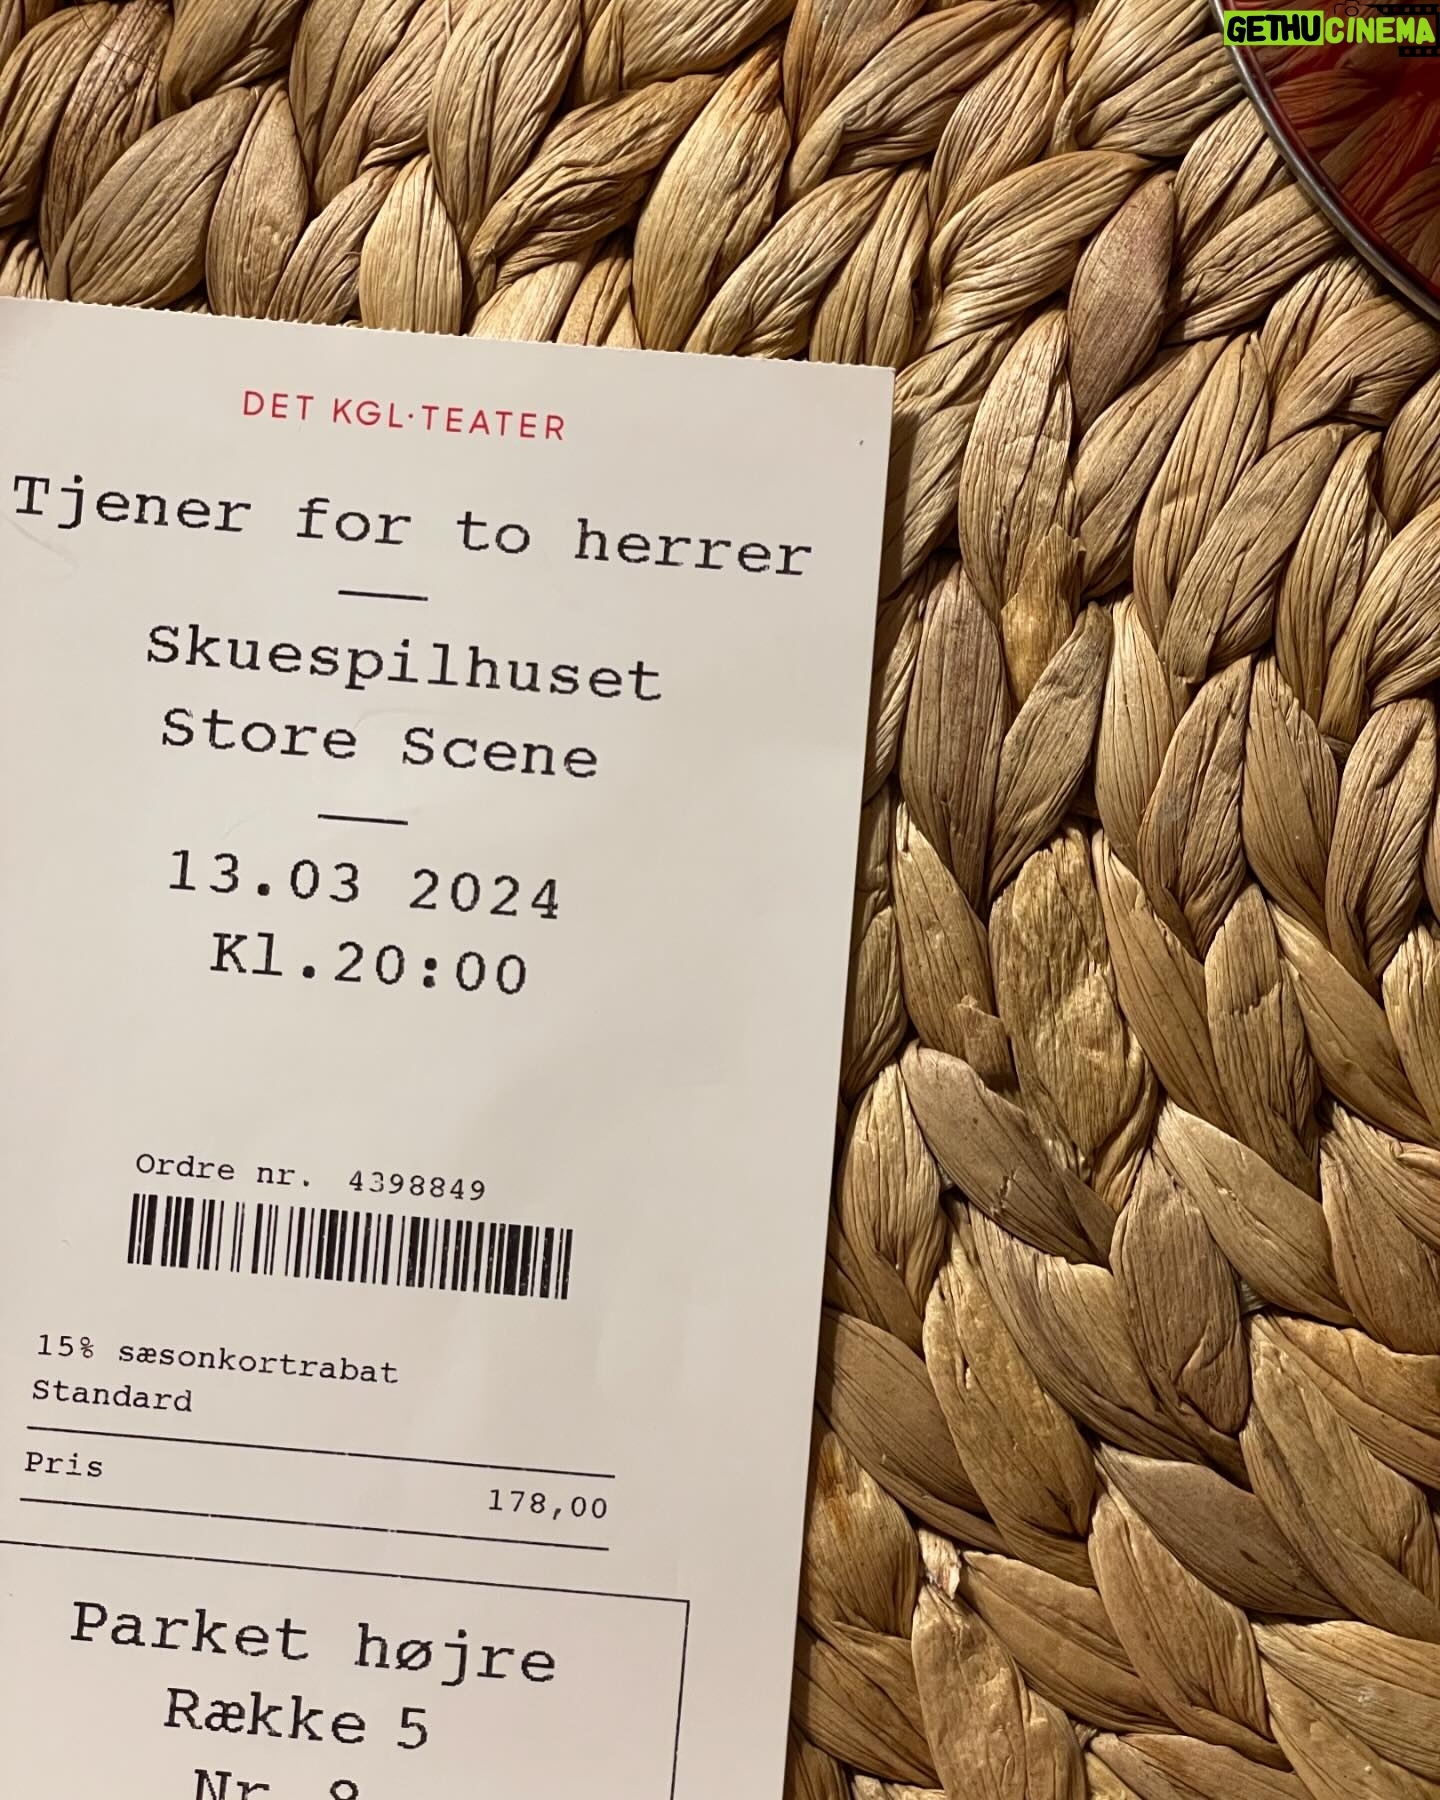 GETHUCINEMA
DET KGL·TEATER
Tjener for to herrer
Skuespilhuset
Store Scene
13.03 2024
Kl.20:00
Ordre nr. 4398849
15% sæsonkortrabat
Standard
Pris 178,00
Parket højre
Række 5
Nr